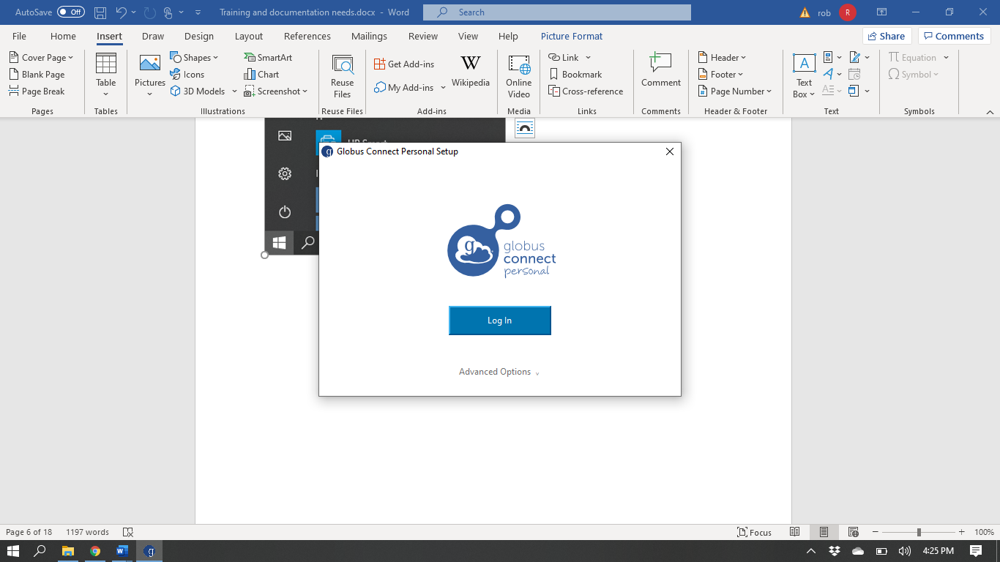 AutoSave Off Training and documentation needs.docx - Word Search rob R
File Home Insert Draw Design Layout References Mailings Review View Help Picture Format Share Comments
Cover Page
Blank Page
Page Break
Pages
Table
Tables
Pictures
Shapes
Icons
3D Models
SmartArt
Chart
Screenshot
Illustrations
Reuse
Files
Reuse Files
Get Add-ins
My Add-ins
W
Wikipedia
Add-ins
Online
Video
Media
Link
Bookmark
Cross-reference
Links
Comment
Comments
Header
Footer
Page Number
Header & Footer
A
Text
Box
Text
Equation
Symbol
Symbols
Globus Connect Personal Setup
g
globus
connect
personal
Log In
Advanced Options
Page 6 of 18 1197 words Focus 100%
4:25 PM